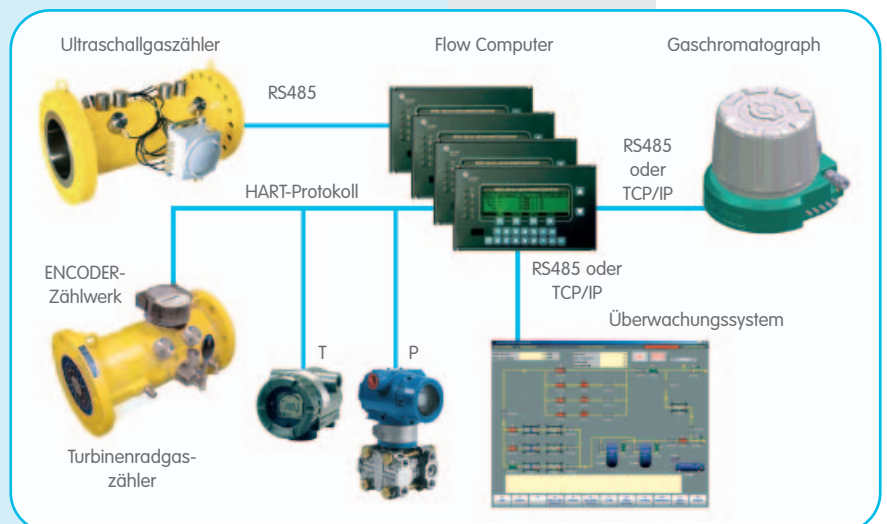 Ultraschallgaszähler
Flow Computer
Gaschromatograph
RS485
RS485
oder
TCP/IP
HART-Protokoll
ENCODER-
Zählwerk
RS485 oder
TCP/IP
Überwachungssystem
T
P
Turbinenradgas-
zähler